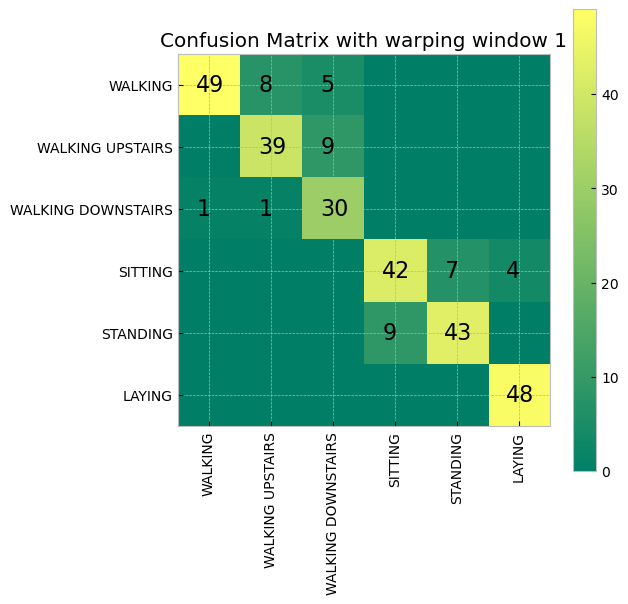 Confusion Matrix with warping window 1
WALKING 49 8 5
WALKING UPSTAIRS 39 9
WALKING DOWNSTAIRS 1 1 30
SITTING 42 7 4
STANDING 9 43
LAYING 48
WALKING
WALKING UPSTAIRS
WALKING DOWNSTAIRS
SITTING
STANDING
LAYING
40
30
20
10
0